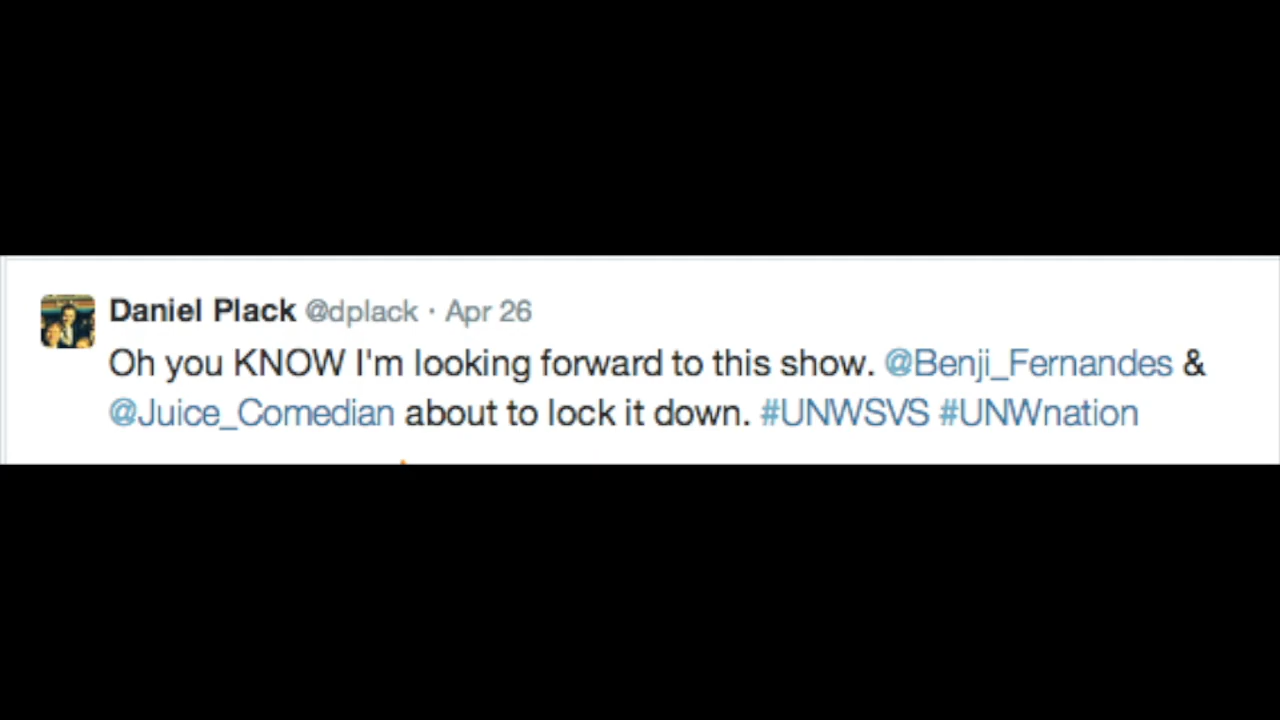 Daniel Plack @dplack · Apr 26
Oh you KNOW I'm looking forward to this show. @Benji_Fernandes &
@Juice_Comedian about to lock it down. #UNWSVS #UNWnation